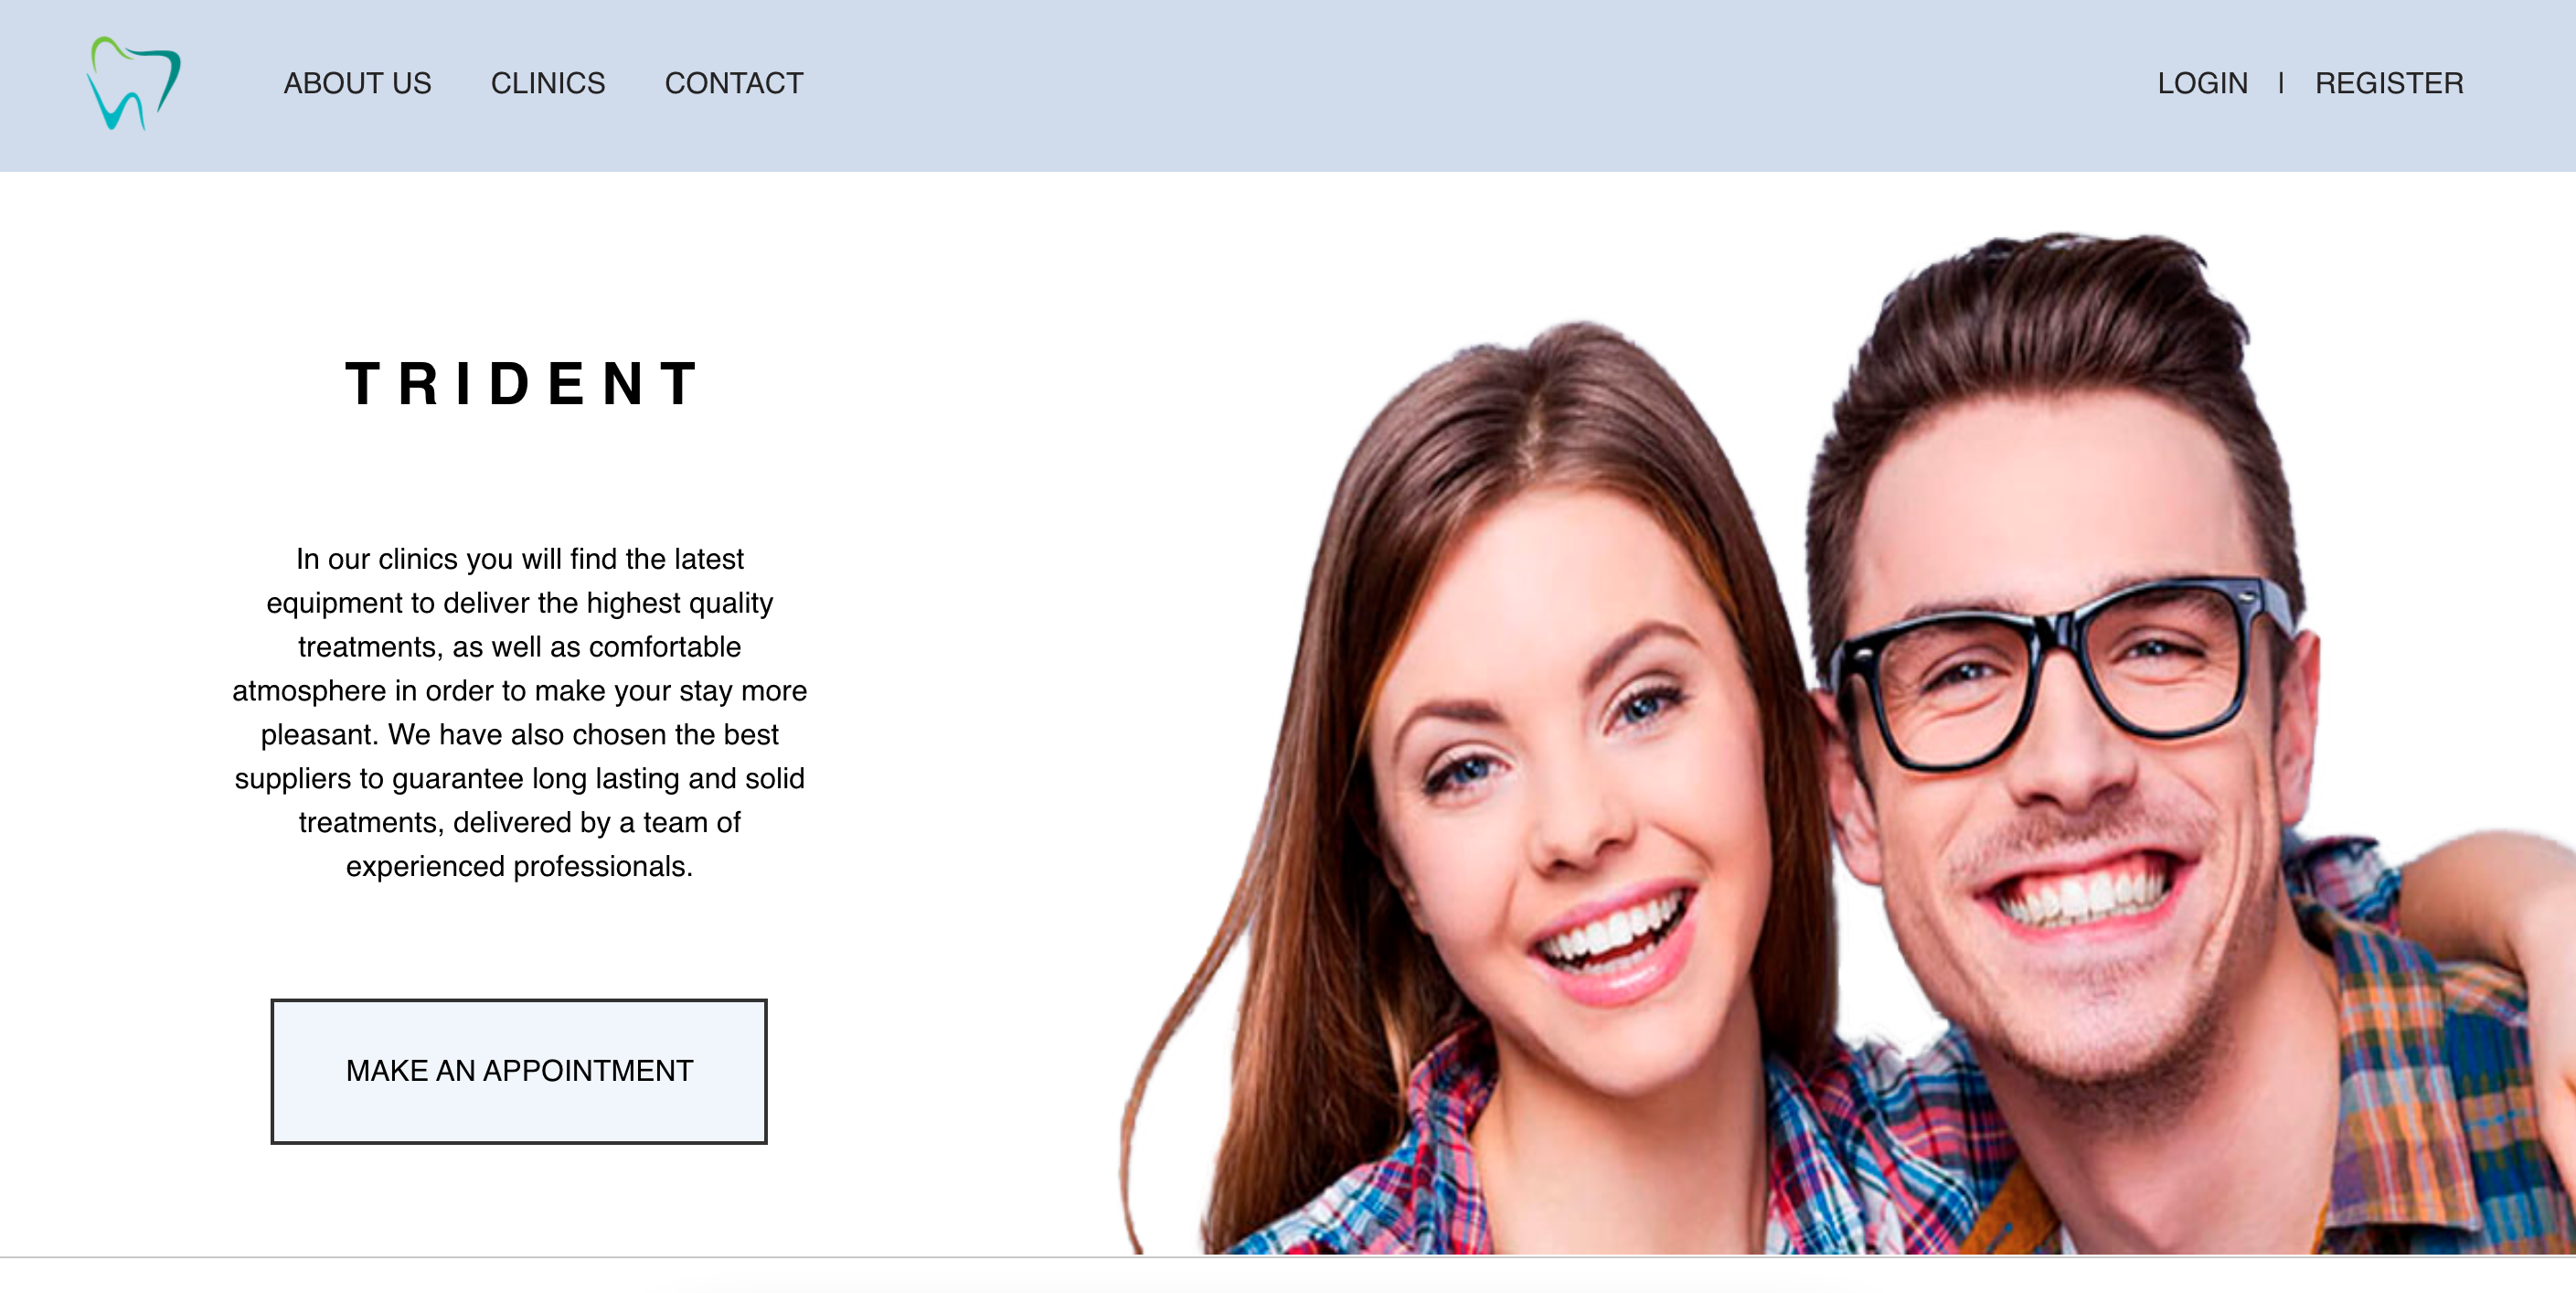 ABOUT US CLINICS CONTACT LOGIN | REGISTER
TRIDENT
In our clinics you will find the latest
equipment to deliver the highest quality
treatments, as well as comfortable
atmosphere in order to make your stay more
pleasant. We have also chosen the best
suppliers to guarantee long lasting and solid
treatments, delivered by a team of
experienced professionals.
MAKE AN APPOINTMENT